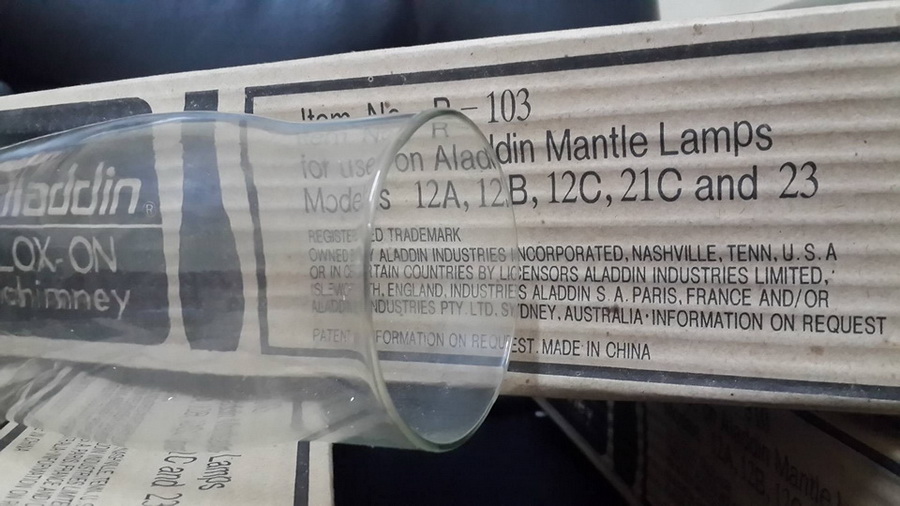 Item No. R-103
for use on Aladdin Mantle Lamps
Models 12A, 12B, 12C, 21C and 23
REGISTERED TRADEMARK
OWNED BY ALADDIN INDUSTRIES INCORPORATED, NASHVILLE, TENN. U. S. A
OR IN CERTAIN COUNTRIES BY LICENSORS ALADDIN INDUSTRIES LIMITED,
ISLEWORTH, ENGLAND, INDUSTRIES ALADDIN S. A. PARIS, FRANCE AND/OR
ALADDIN INDUSTRIES PTY. LTD. SYDNEY, AUSTRALIA·INFORMATION ON REQUEST
PATENT INFORMATION ON REQUEST. MADE IN CHINA
Aladdin ®
LOX-ON
chimney
Lamps
21C and 23